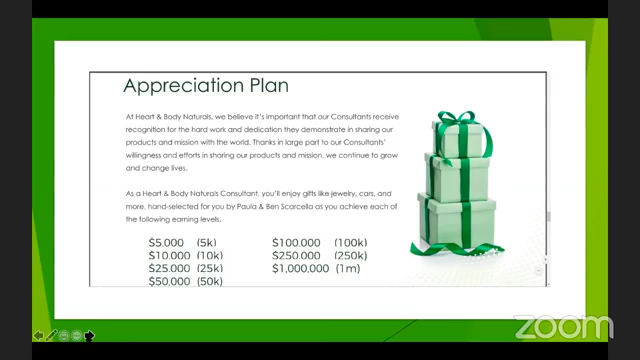 Appreciation Plan
At Heart & Body Naturals, we believe it's important that our Consultants receive
recognition for the hard work and dedication they demonstrate in sharing our
products and mission with the world. Thanks in large part to our Consultants'
willingness and efforts in sharing our products and mission, we continue to grow
and change lives.
As a Heart & Body Naturals Consultant, you'll enjoy gifts like jewelry, cars, and
more, hand-selected for you by Paula & Ben Scarcella as you achieve each of
the following earning levels.
$5,000 (5k) $100,000 (100k)
$10,000 (10k) $250,000 (250k)
$25,000 (25k) $1,000,000 (1m)
$50,000 (50k)
zoom